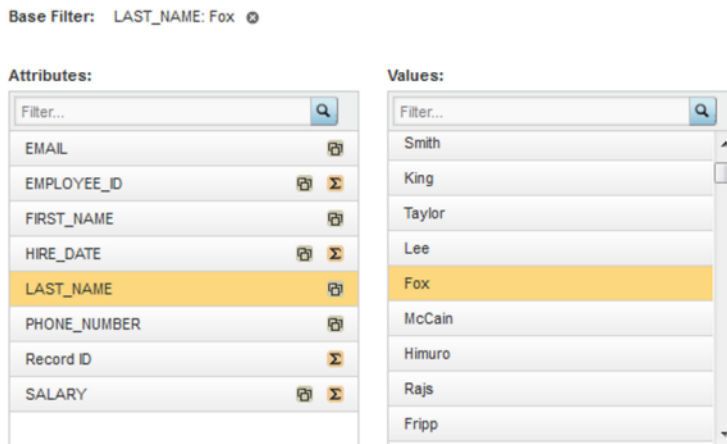 Base Filter: LAST_NAME: Fox
Attributes:
Filter...
EMAIL
EMPLOYEE_ID Σ
FIRST_NAME
HIRE_DATE Σ
LAST_NAME
PHONE_NUMBER
Record ID Σ
SALARY Σ
Values:
Filter...
Smith
King
Taylor
Lee
Fox
McCain
Himuro
Rajs
Fripp